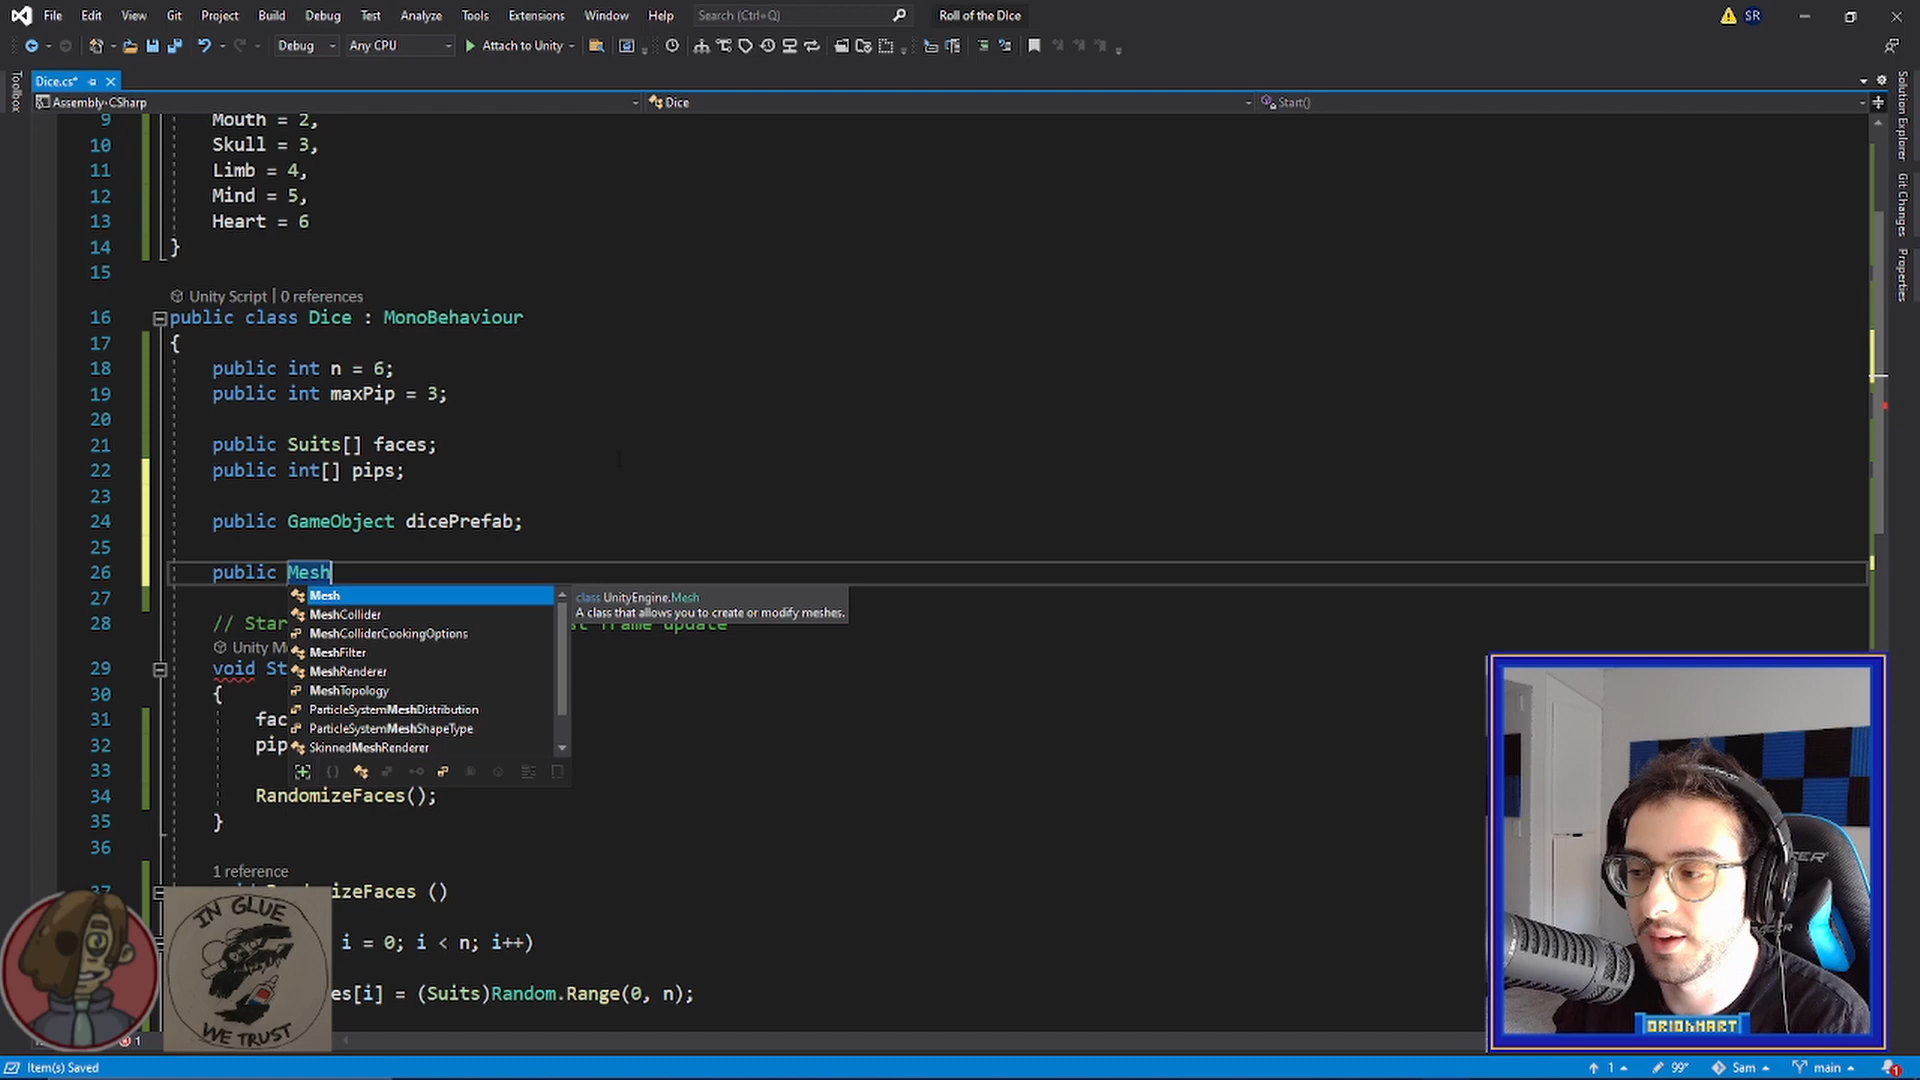 File Edit View Git Project Build Debug Test Analyze Tools Extensions Window Help Search (Ctrl+Q) Roll of the Dice SR
Debug Any CPU Attach to Unity
Dice.cs*
Assembly-CSharp Dice Start()
Toolbox
Solution Explorer
Git Changes
Properties
9 Mouth = 2,
10 Skull = 3,
11 Limb = 4,
12 Mind = 5,
13 Heart = 6
14 }
15
Unity Script | 0 references
16 public class Dice : MonoBehaviour
17 {
18 public int n = 6;
19 public int maxPip = 3;
20
21 public Suits[] faces;
22 public int[] pips;
23
24 public GameObject dicePrefab;
25
26 public Mesh
27
Mesh
MeshCollider
MeshColliderCookingOptions
MeshFilter
MeshRenderer
MeshTopology
ParticleSystemMeshDistribution
ParticleSystemMeshShapeType
SkinnedMeshRenderer
class UnityEngine.Mesh
A class that allows you to create or modify meshes.
28 // Star frame update
Unity M
29 void St
30 {
31 fac
32 pip
33
34 RandomizeFaces();
35 }
36
1 reference
37 izeFaces ()
i = 0; i < n; i++)
es[i] = (Suits)Random.Range(0, n);
IN GLUE
WE TRUST
ORIONMART
1
Item(s) Saved 1 99+ Sam main 1